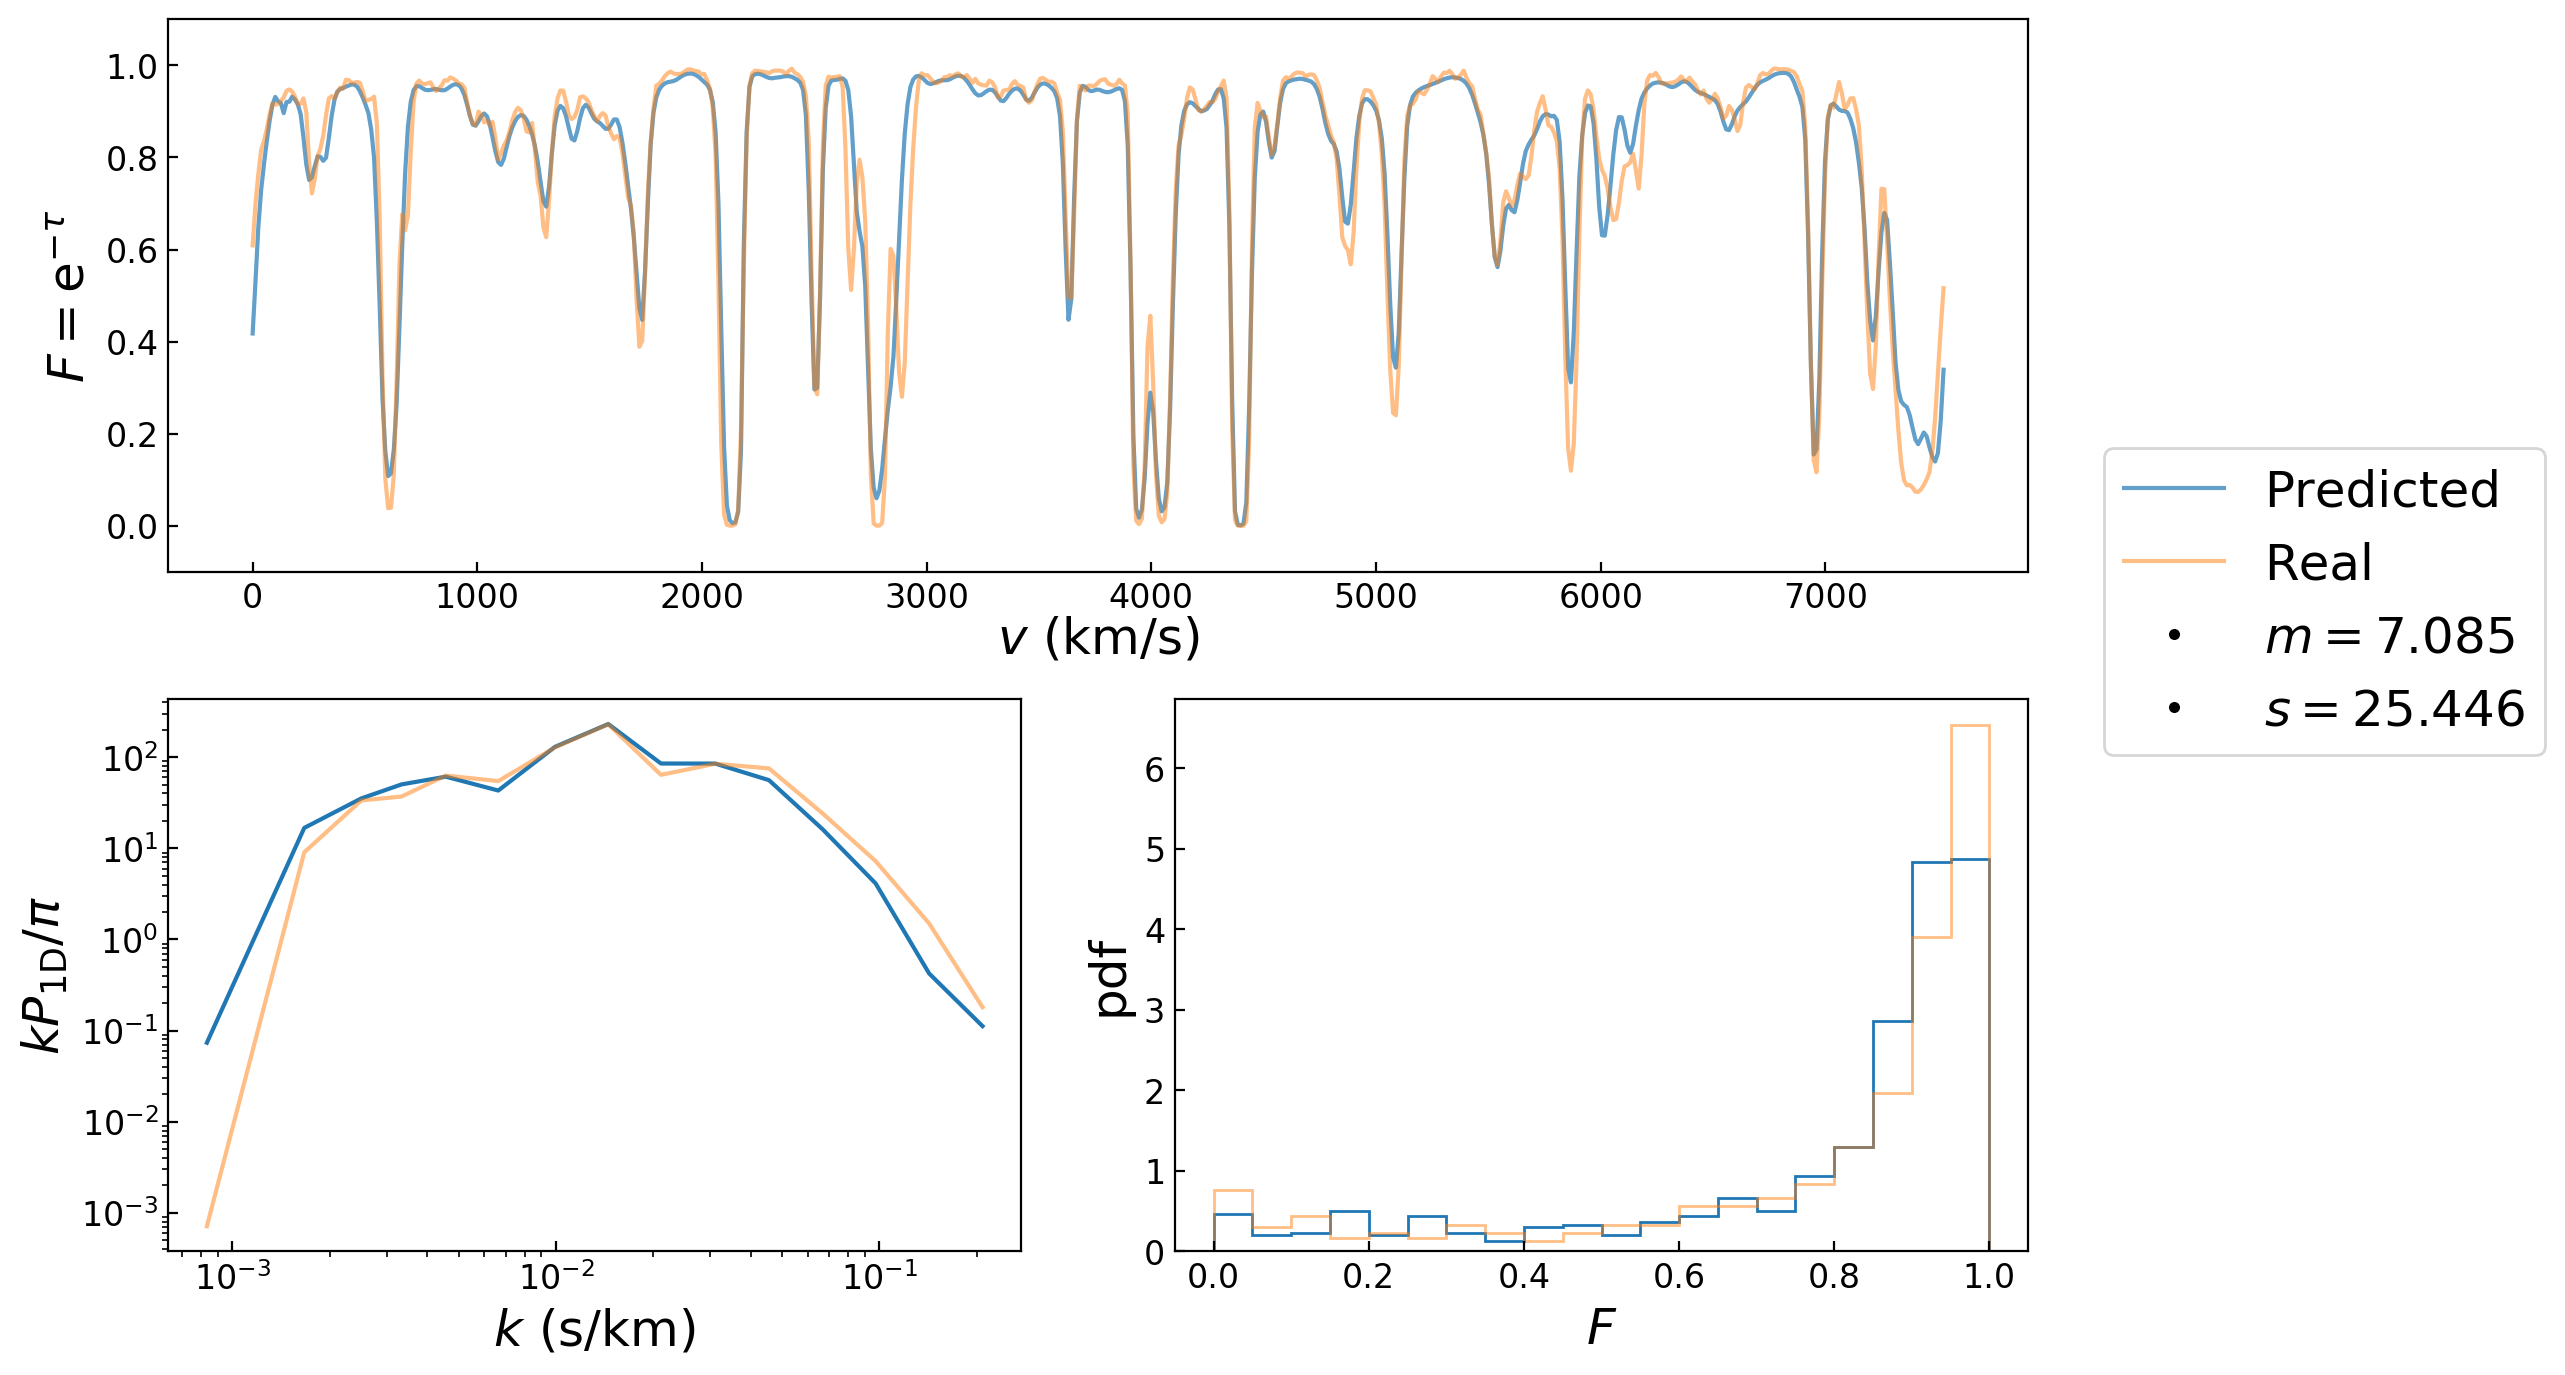 1.0
0.8
0.6
0.4
0.2
0.0
F = e^{-τ}
0 1000 2000 3000 4000 5000 6000 7000
v (km/s)
Predicted
Real
m = 7.085
s = 25.446
10^2
10^1
10^0
10^{-1}
10^{-2}
10^{-3}
kP_{1D}/π
10^{-3} 10^{-2} 10^{-1}
k (s/km)
6
5
4
3
2
1
0
pdf
0.0 0.2 0.4 0.6 0.8 1.0
F